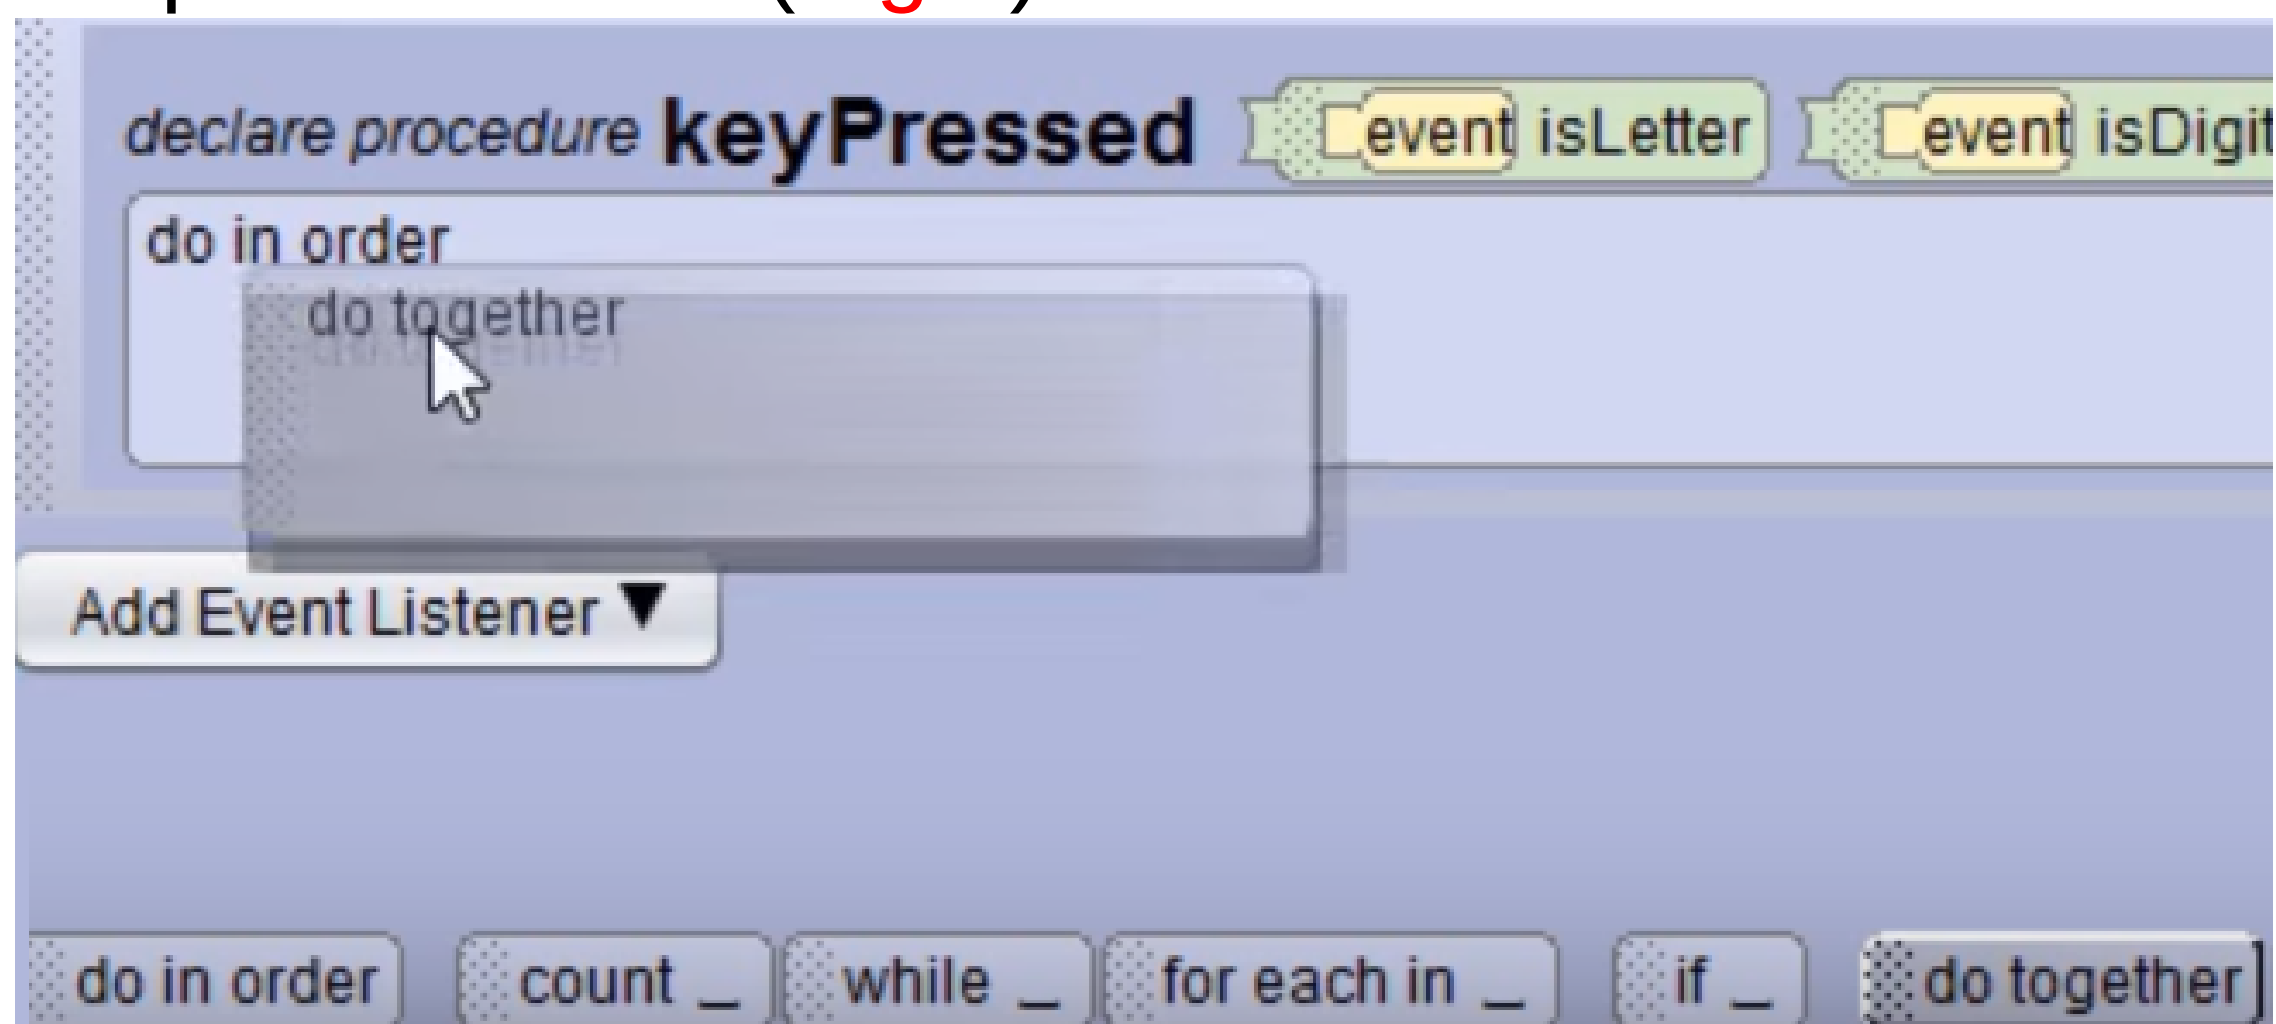 declare procedure keyPressed event isLetter event isDigit
do in order
do together
Add Event Listener ▼
do in order count _ while _ for each in _ if _ do together